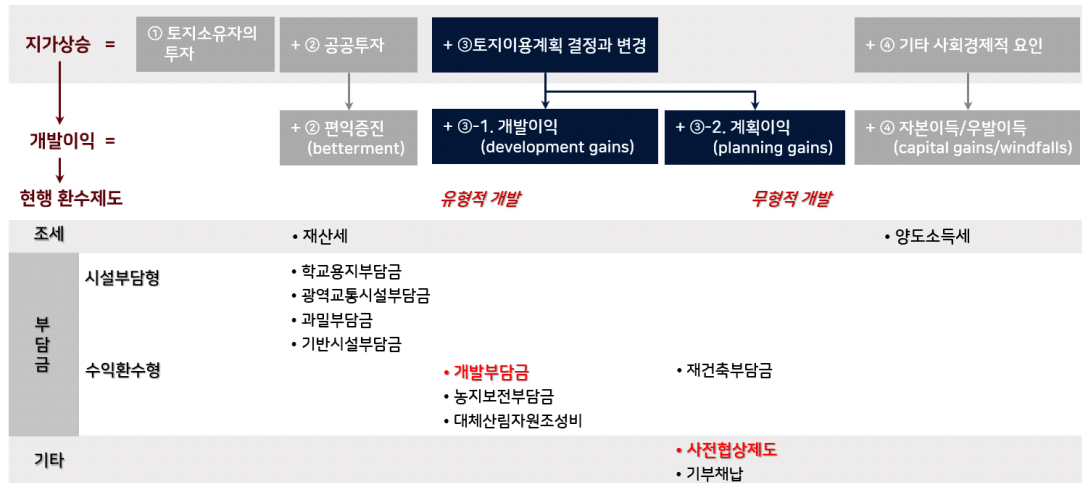 지가상승 =
① 토지소유자의
투자
+ ② 공공투자
+ ③토지이용계획 결정과 변경
+ ④ 기타 사회경제적 요인
개발이익 =
+ ② 편익증진
(betterment)
+ ③-1. 개발이익
(development gains)
+ ③-2. 계획이익
(planning gains)
+ ④ 자본이득/우발이득
(capital gains/windfalls)
현행 환수제도
유형적 개발
무형적 개발
조세
• 재산세
• 양도소득세
부담금
시설부담형
• 학교용지부담금
• 광역교통시설부담금
• 과밀부담금
• 기반시설부담금
수익환수형
• 개발부담금
• 농지보전부담금
• 대체산림자원조성비
• 재건축부담금
기타
• 사전협상제도
• 기부채납